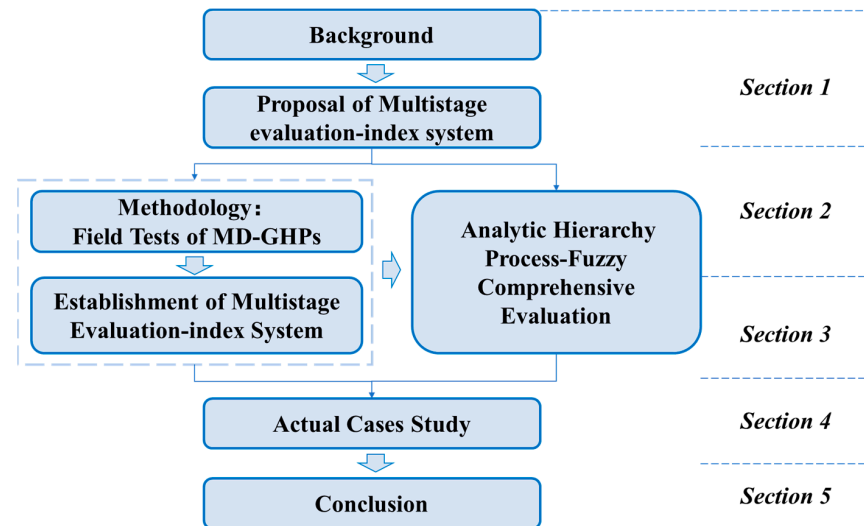 Background
Proposal of Multistage
evaluation-index system
Section 1
Methodology：
Field Tests of MD-GHPs
Establishment of Multistage
Evaluation-index System
Analytic Hierarchy
Process-Fuzzy
Comprehensive
Evaluation
Section 2
Section 3
Actual Cases Study
Section 4
Conclusion
Section 5